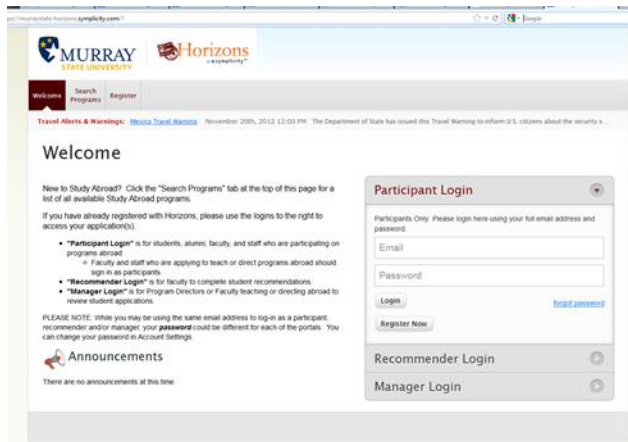 murraystate-horizons.symplicity.com/?
MURRAY
STATE UNIVERSITY
Horizons
by symplicity
Welcome
Search
Programs
Register
Travel Alerts & Warnings: Mexico Travel Warning November 20th, 2012 12:00 PM The Department of State has issued this Travel Warning to inform U.S. citizens about the security s...
Welcome
New to Study Abroad? Click the "Search Programs" tab at the top of this page for a
list of all available Study Abroad programs.
If you have already registered with Horizons, please use the logins to the right to
access your application(s).
• "Participant Login" is for students, alumni, faculty, and staff who are participating on
programs abroad
Faculty and staff who are applying to teach or direct programs abroad should
sign in as participants.
• "Recommender Login" is for faculty to complete student recommendations.
• "Manager Login" is for Program Directors or Faculty teaching or directing abroad to
review student applications.
PLEASE NOTE: While you may be using the same email address to log-in as a participant,
recommender and/or manager, your password could be different for each of the portals. You
can change your password in Account Settings.
Announcements
There are no announcements at this time.
Participant Login
Participants Only: Please login here using your full email address and
password.
Email
Password
Login
forgot password
Register Now
Recommender Login
Manager Login